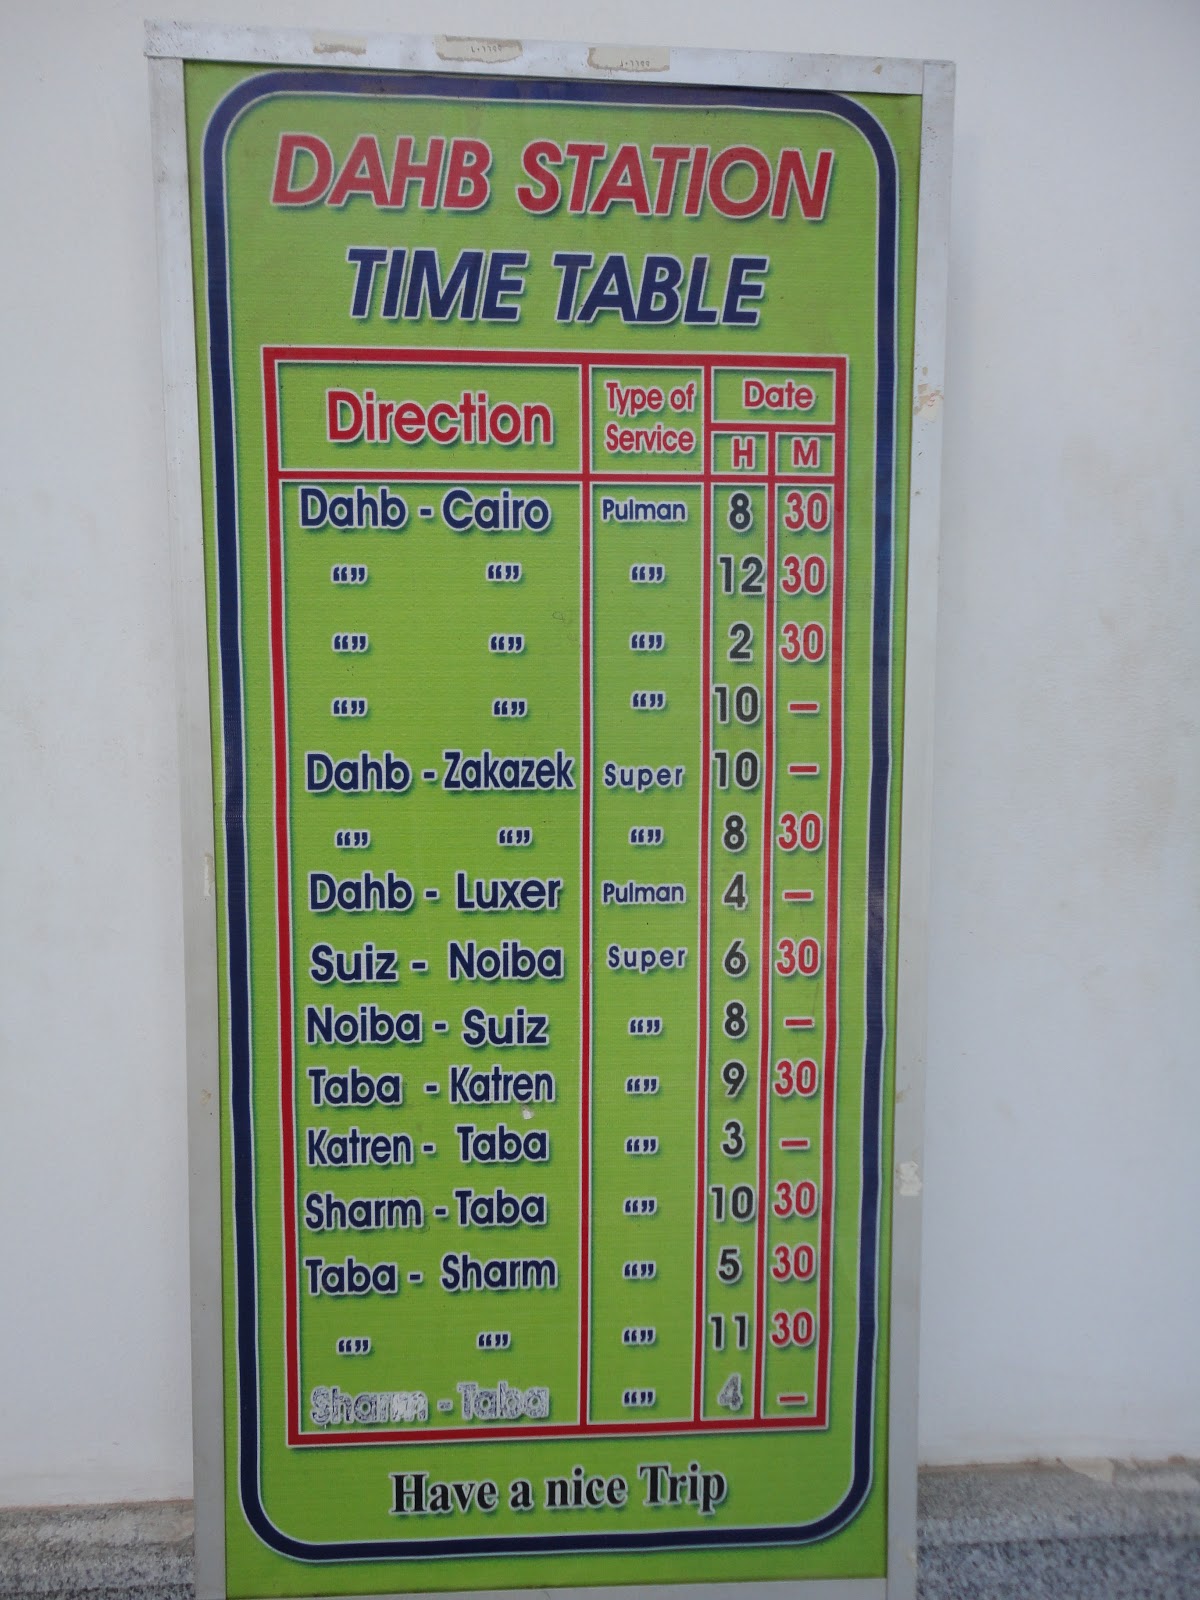 DAHB STATION
TIME TABLE
Direction Type of Service Date
H M
Dahb - Cairo Pulman 8 30
“” “” “” 12 30
“” “” “” 2 30
“” “” “” 10 –
Dahb - Zakazek Super 10 –
“” “” “” 8 30
Dahb - Luxer Pulman 4 –
Suiz - Noiba Super 6 30
Noiba - Suiz “” 8 –
Taba - Katren “” 9 30
Katren - Taba “” 3 –
Sharm - Taba “” 10 30
Taba - Sharm “” 5 30
“” “” “” 11 30
Sharm - Taba “” 4 –
Have a nice Trip